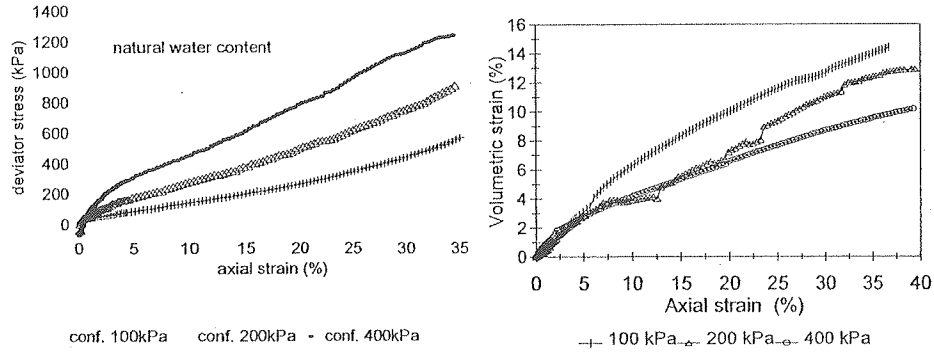 deviator stress (kPa)
1400
1200
1000
800
600
400
200
0
natural water content
0 5 10 15 20 25 30 35
axial strain (%)
conf. 100kPa conf. 200kPa - conf. 400kPa
Volumetric strain (%)
16
14
12
10
8
6
4
2
0
0 5 10 15 20 25 30 35 40
Axial strain (%)
100 kPa 200 kPa 400 kPa